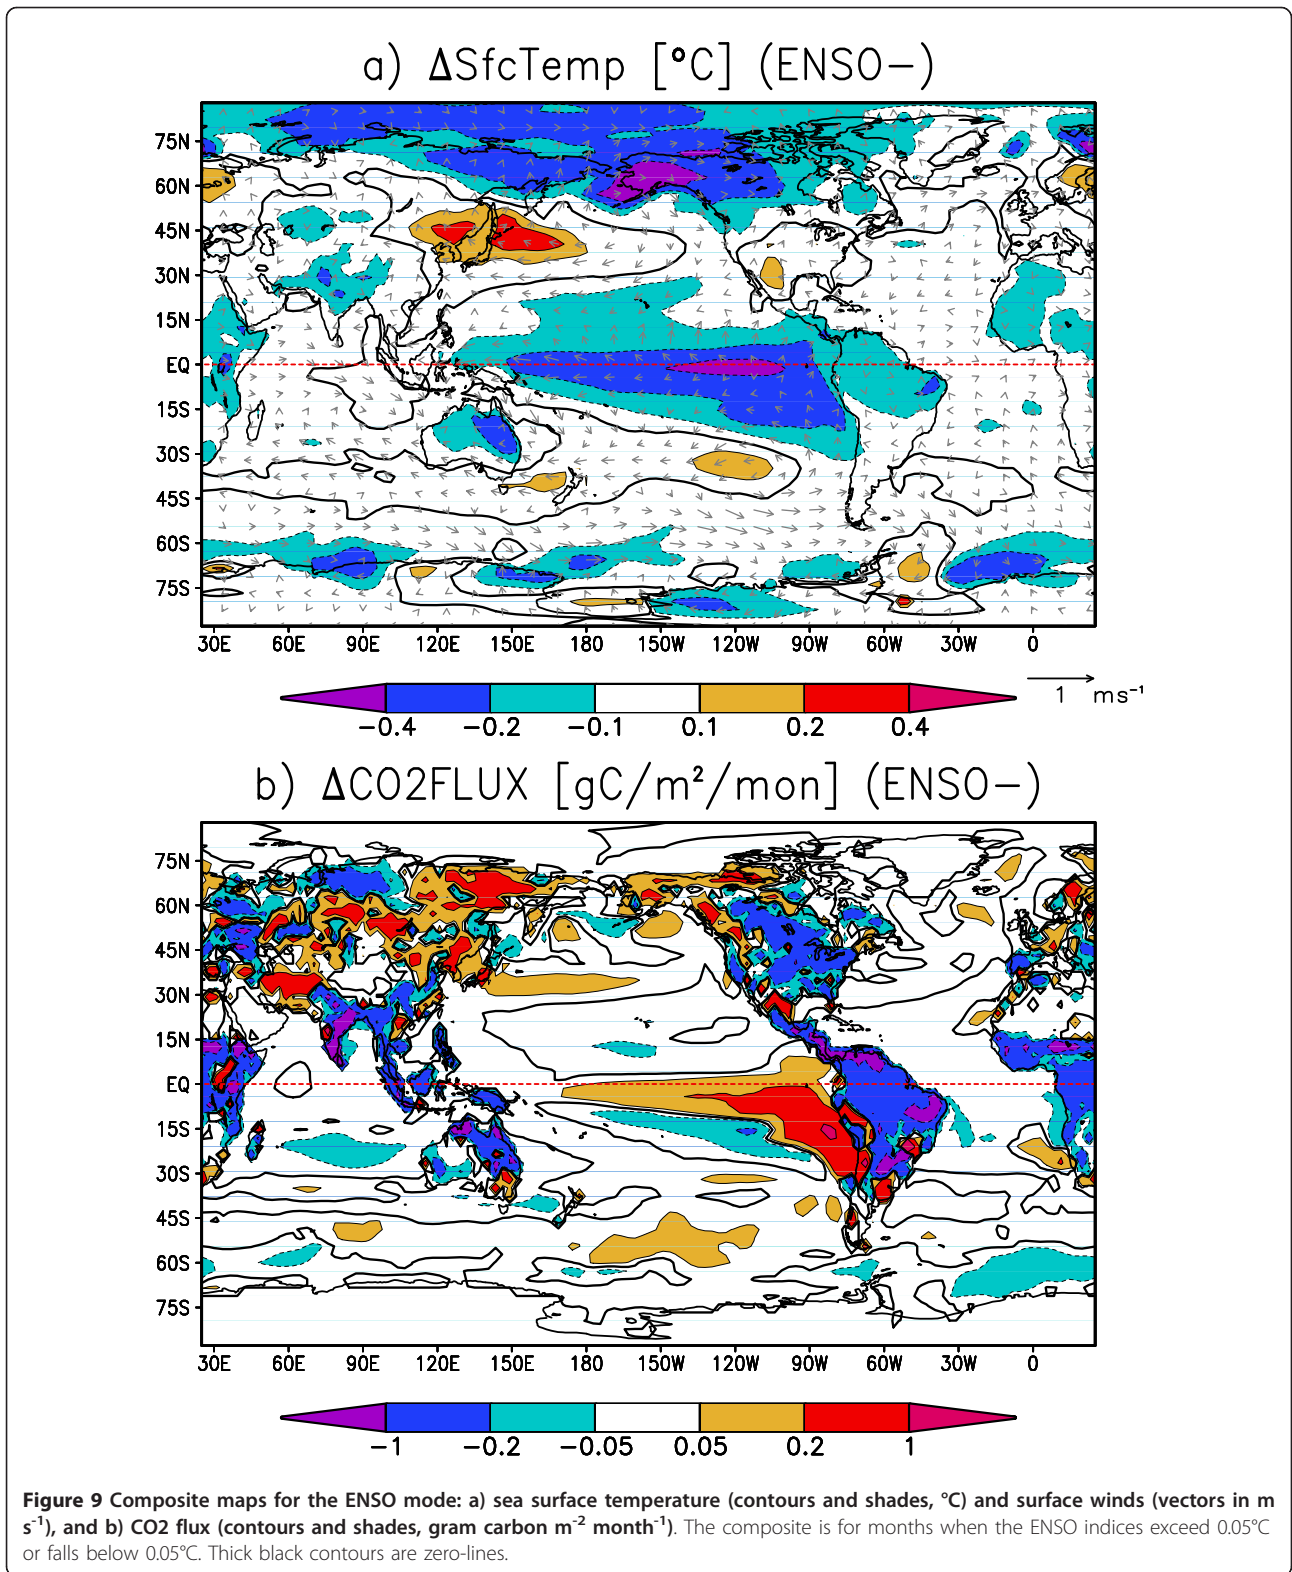 a) ΔSfcTemp [°C] (ENSO−)
75N
60N
45N
30N
15N
EQ
15S
30S
45S
60S
75S
30E 60E 90E 120E 150E 180 150W 120W 90W 60W 30W 0
−0.4 −0.2 −0.1 0.1 0.2 0.4
1 ms⁻¹
b) ΔCO2FLUX [gC/m²/mon] (ENSO−)
75N
60N
45N
30N
15N
EQ
15S
30S
45S
60S
75S
30E 60E 90E 120E 150E 180 150W 120W 90W 60W 30W 0
−1 −0.2 −0.05 0.05 0.2 1
Figure 9 Composite maps for the ENSO mode: a) sea surface temperature (contours and shades, °C) and surface winds (vectors in m
s⁻¹), and b) CO2 flux (contours and shades, gram carbon m⁻² month⁻¹). The composite is for months when the ENSO indices exceed 0.05°C
or falls below 0.05°C. Thick black contours are zero-lines.